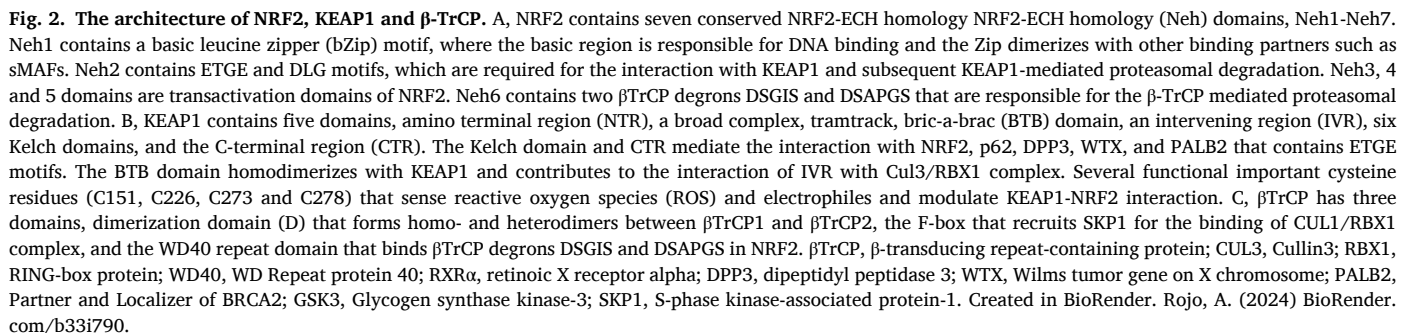 Fig. 2. The architecture of NRF2, KEAP1 and β-TrCP. A, NRF2 contains seven conserved NRF2-ECH homology NRF2-ECH homology (Neh) domains, Neh1-Neh7.
Neh1 contains a basic leucine zipper (bZip) motif, where the basic region is responsible for DNA binding and the Zip dimerizes with other binding partners such as
sMAFs. Neh2 contains ETGE and DLG motifs, which are required for the interaction with KEAP1 and subsequent KEAP1-mediated proteasomal degradation. Neh3, 4
and 5 domains are transactivation domains of NRF2. Neh6 contains two βTrCP degrons DSGIS and DSAPGS that are responsible for the β-TrCP mediated proteasomal
degradation. B, KEAP1 contains five domains, amino terminal region (NTR), a broad complex, tramtrack, bric-a-brac (BTB) domain, an intervening region (IVR), six
Kelch domains, and the C-terminal region (CTR). The Kelch domain and CTR mediate the interaction with NRF2, p62, DPP3, WTX, and PALB2 that contains ETGE
motifs. The BTB domain homodimerizes with KEAP1 and contributes to the interaction of IVR with Cul3/RBX1 complex. Several functional important cysteine
residues (C151, C226, C273 and C278) that sense reactive oxygen species (ROS) and electrophiles and modulate KEAP1-NRF2 interaction. C, βTrCP has three
domains, dimerization domain (D) that forms homo- and heterodimers between βTrCP1 and βTrCP2, the F-box that recruits SKP1 for the binding of CUL1/RBX1
complex, and the WD40 repeat domain that binds βTrCP degrons DSGIS and DSAPGS in NRF2. βTrCP, β-transducing repeat-containing protein; CUL3, Cullin3; RBX1,
RING-box protein; WD40, WD Repeat protein 40; RXRα, retinoic X receptor alpha; DPP3, dipeptidyl peptidase 3; WTX, Wilms tumor gene on X chromosome; PALB2,
Partner and Localizer of BRCA2; GSK3, Glycogen synthase kinase-3; SKP1, S-phase kinase-associated protein-1. Created in BioRender. Rojo, A. (2024) BioRender.
com/b33i790.